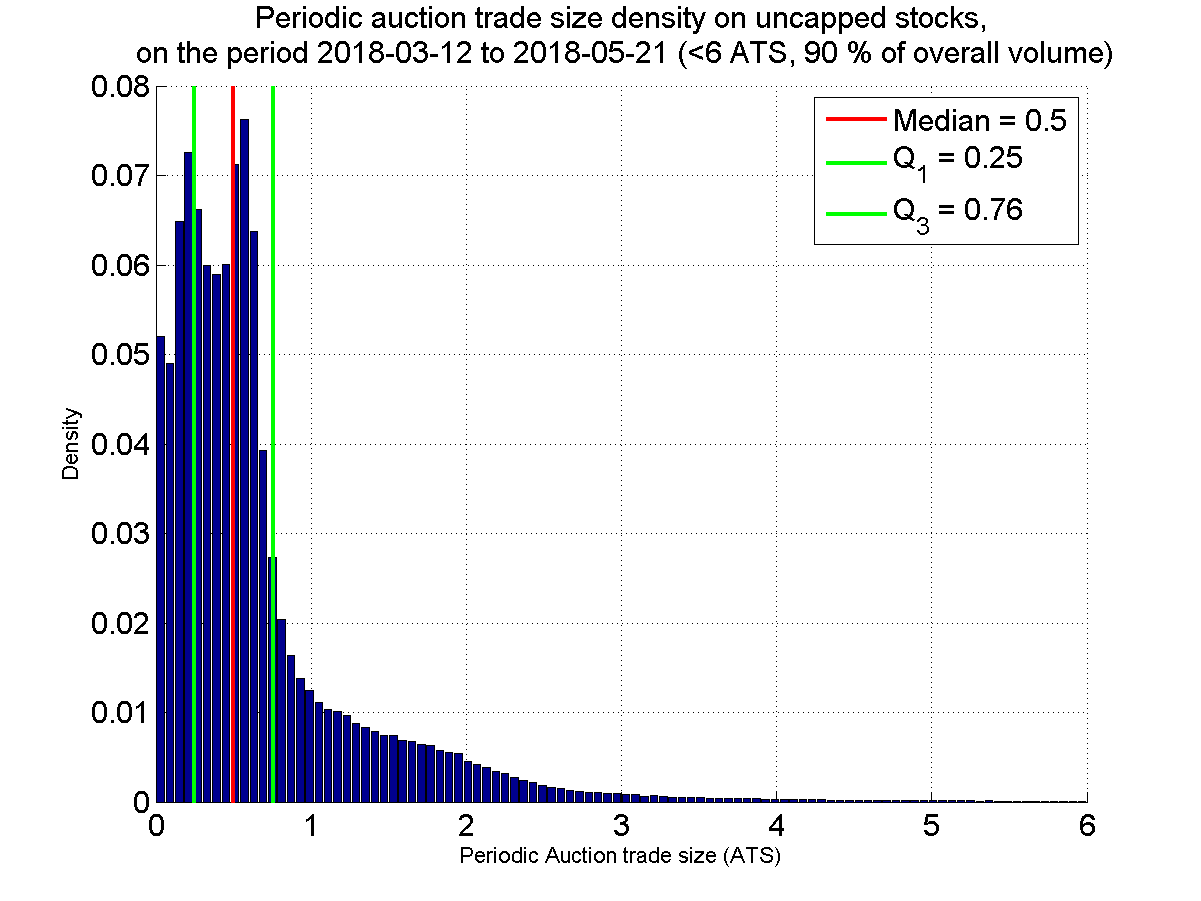 Periodic auction trade size density on uncapped stocks,
on the period 2018-03-12 to 2018-05-21 (<6 ATS, 90 % of overall volume)
0.08
0.07
0.06
0.05
0.04
0.03
0.02
0.01
0
Density
Median = 0.5
Q1 = 0.25
Q3 = 0.76
0 1 2 3 4 5 6
Periodic Auction trade size (ATS)